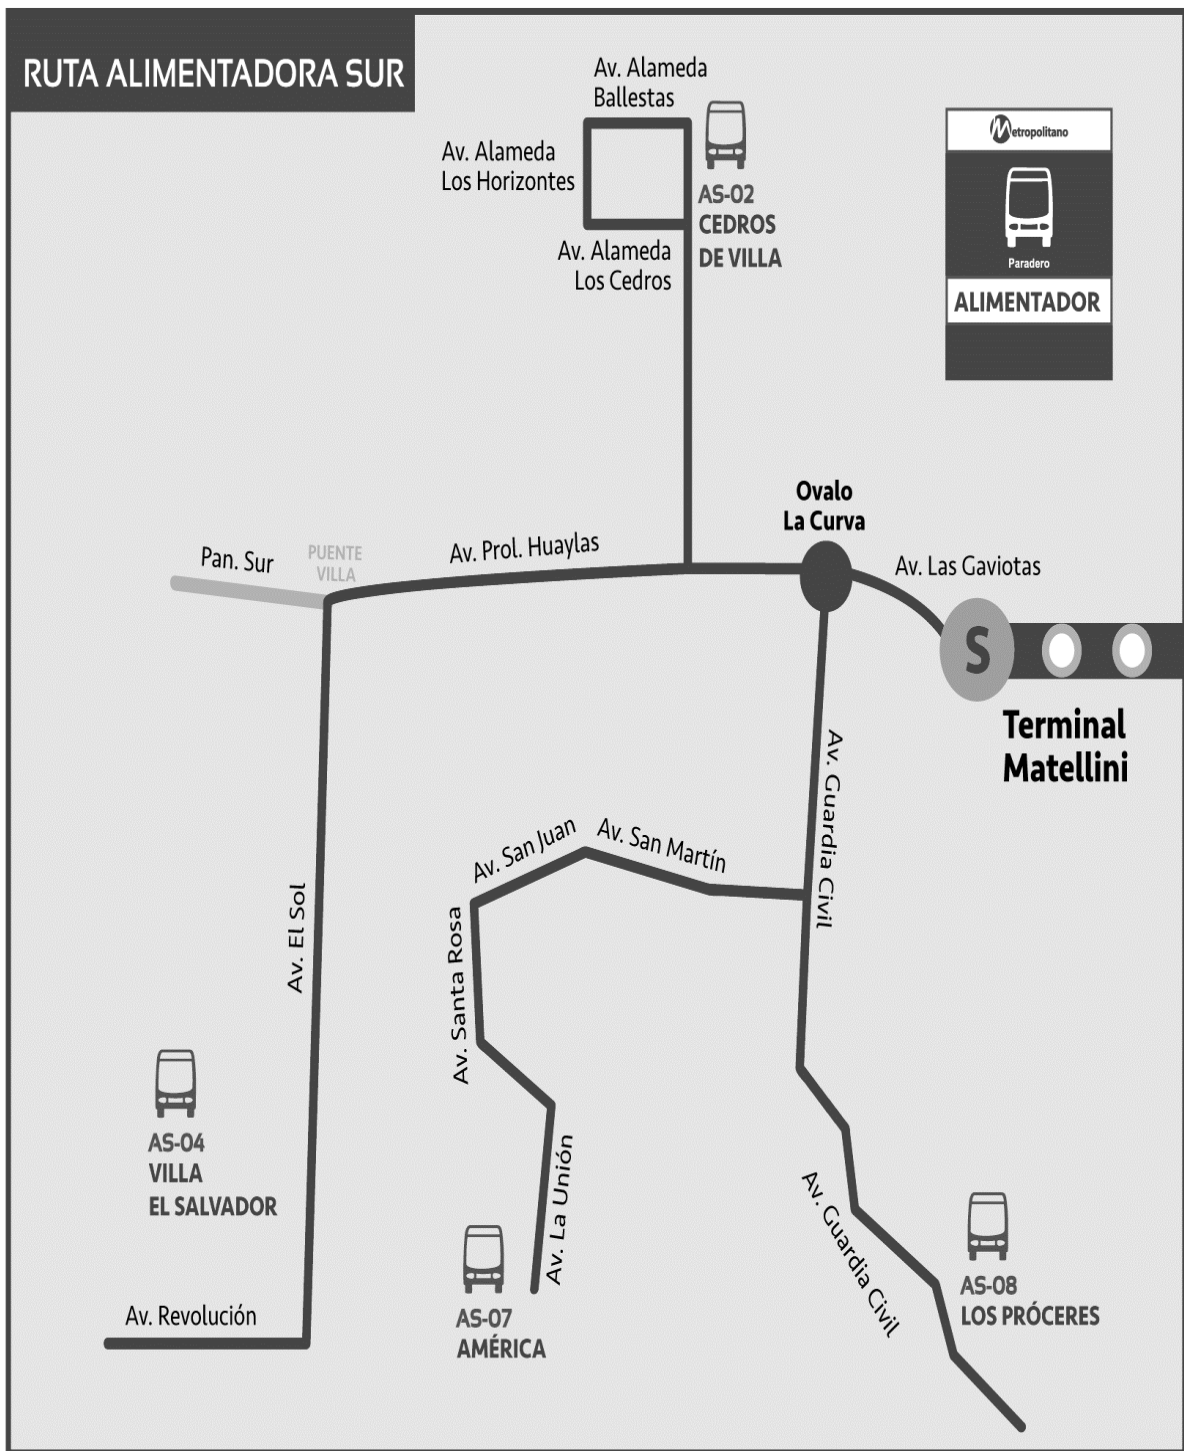 RUTA ALIMENTADORA SUR
Av. Alameda
Ballestas
Av. Alameda
Los Horizontes
AS-02
CEDROS
DE VILLA
Av. Alameda
Los Cedros
Metropolitano
Paradero
ALIMENTADOR
Ovalo
La Curva
Pan. Sur
PUENTE
VILLA
Av. Prol. Huaylas
Av. Las Gaviotas
S
Terminal
Matellini
Av. Guardia Civil
Av. San Juan
Av. San Martín
Av. El Sol
Av. Santa Rosa
AS-04
VILLA
EL SALVADOR
Av. La Unión
Av. Guardia Civil
AS-08
LOS PRÓCERES
Av. Revolución
AS-07
AMÉRICA